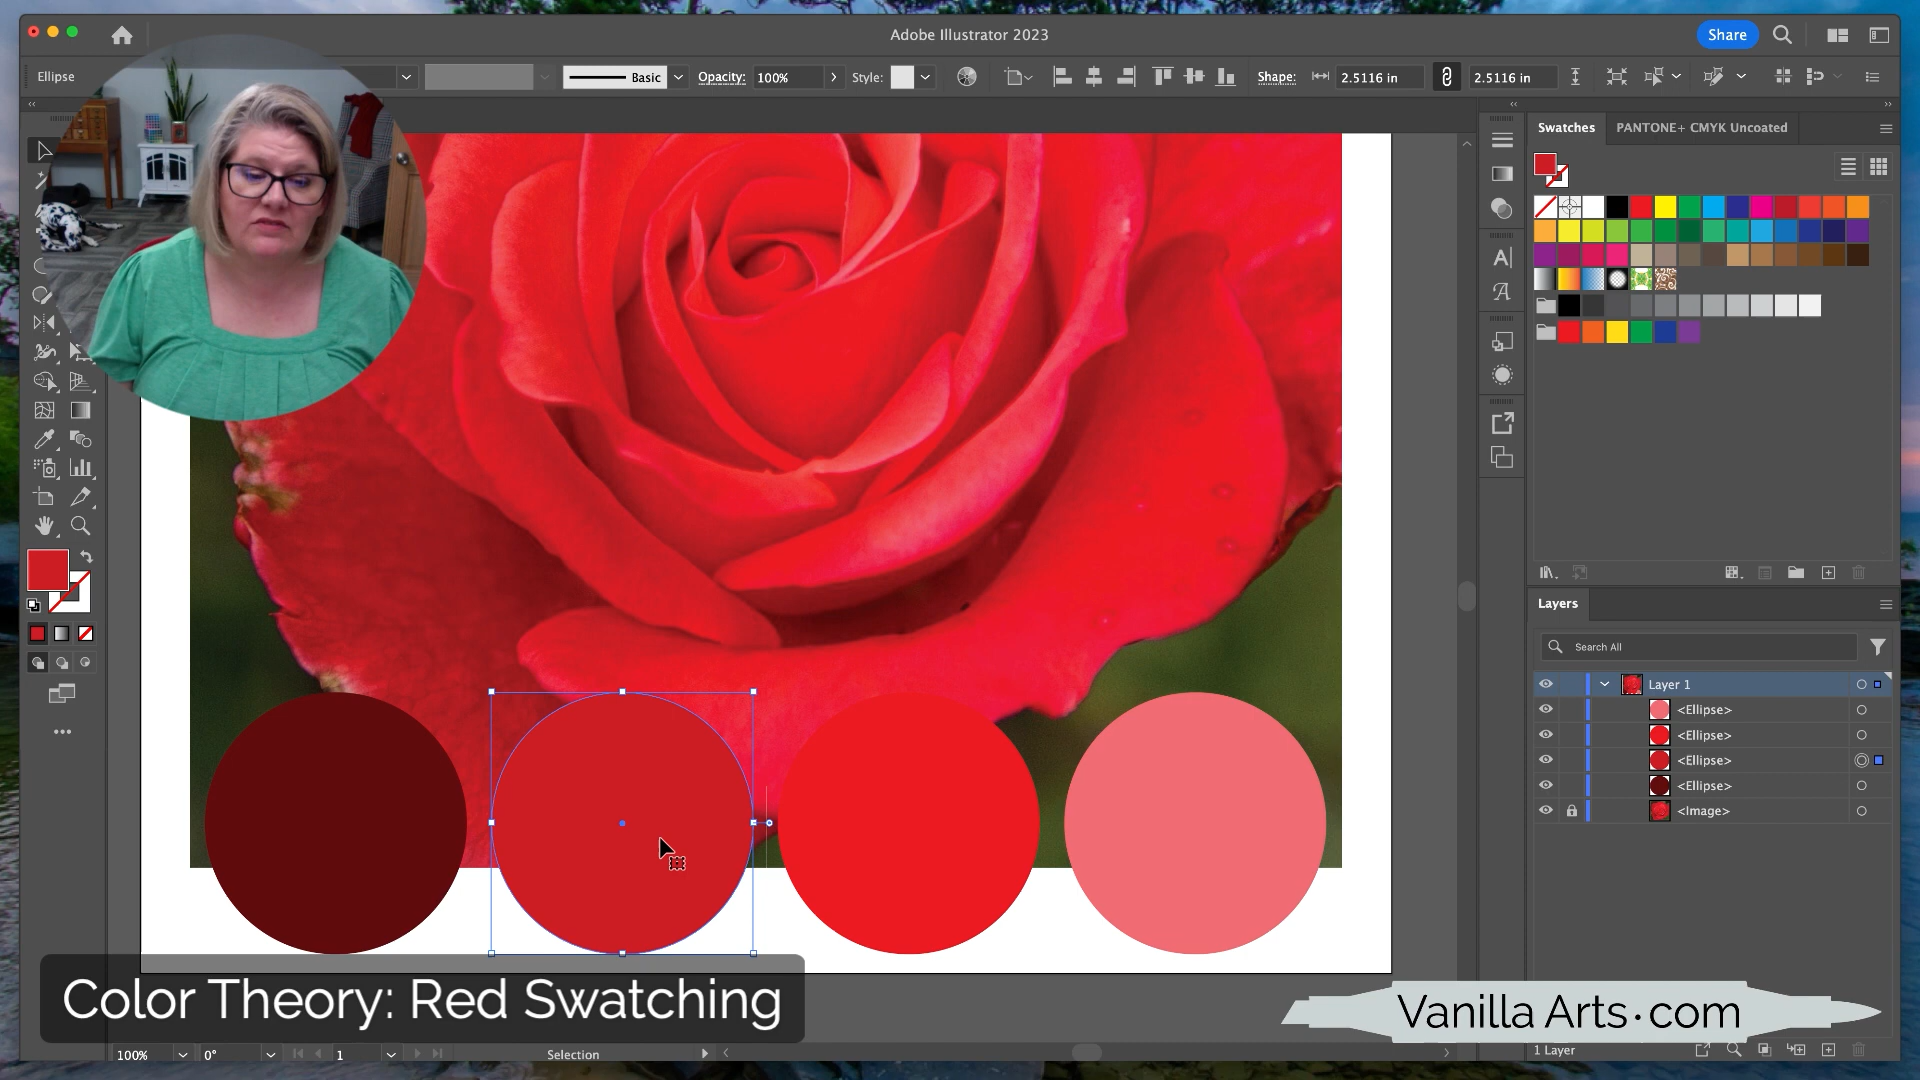 Adobe Illustrator 2023
Share
Ellipse
Basic
Opacity:
100%
Style:
Shape:
2.5116 in
2.5116 in
Swatches
PANTONE+ CMYK Uncoated
Layers
Search All
Layer 1
<Ellipse>
<Ellipse>
<Ellipse>
<Ellipse>
<Image>
Color Theory: Red Swatching
Vanilla Arts.com
100%
0°
1
Selection
1 Layer